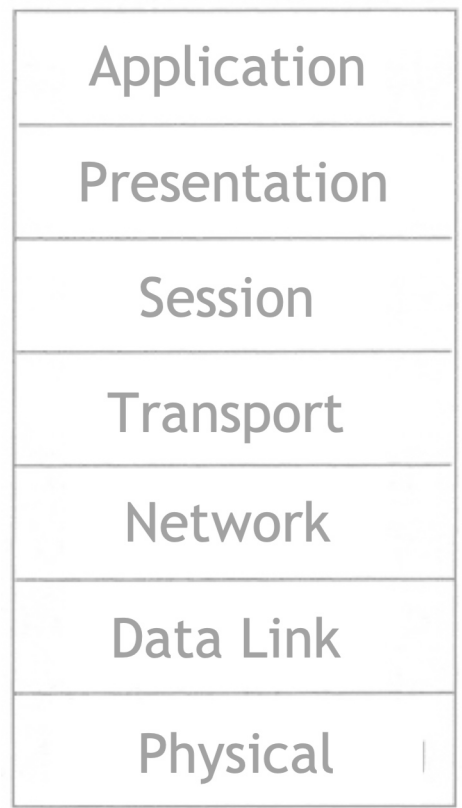 Application
Presentation
Session
Transport
Network
Data Link
Physical